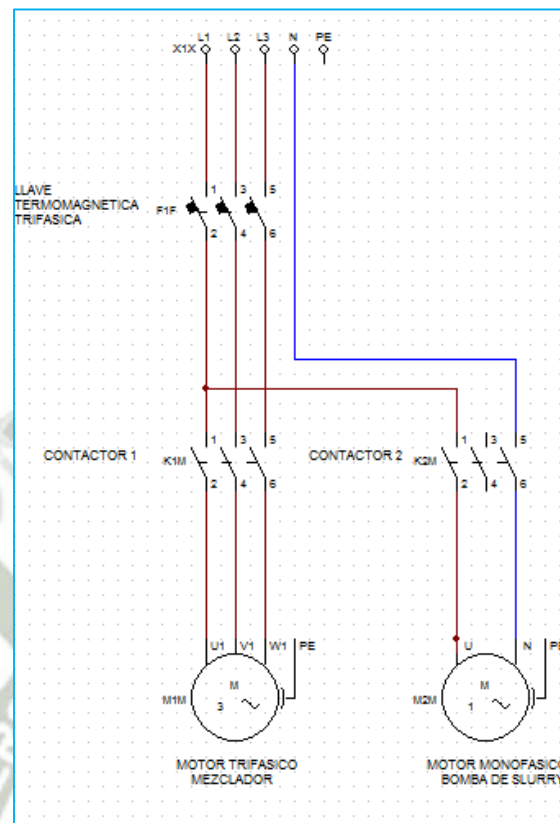 L1 L2 L3 N PE
X1X
1 3 5
LLAVE
TERMOMAGNETICA
TRIFASICA
F1F
2 4 6
1 3 5
CONTACTOR 1
K1M
2 4 6
1 3 5
CONTACTOR 2
K2M
2 4 6
U1 V1 W1 PE
M
3
M1M
MOTOR TRIFASICO
MEZCLADOR
U N PE
M
1
M2M
MOTOR MONOFASICO
BOMBA DE SLURRY